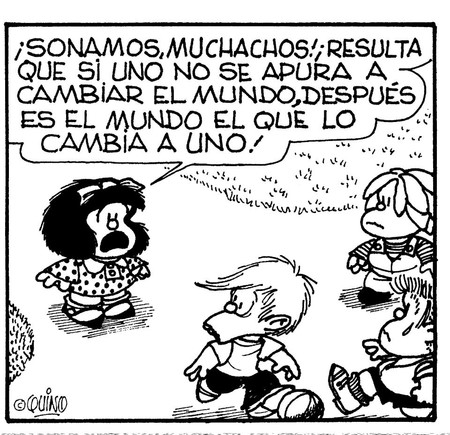 ¡SONAMOS, MUCHACHOS!¡RESULTA
QUE SI UNO NO SE APURA A
CAMBIAR EL MUNDO, DESPUÉS
ES EL MUNDO EL QUE LO
CAMBIA A UNO!
©QUINO